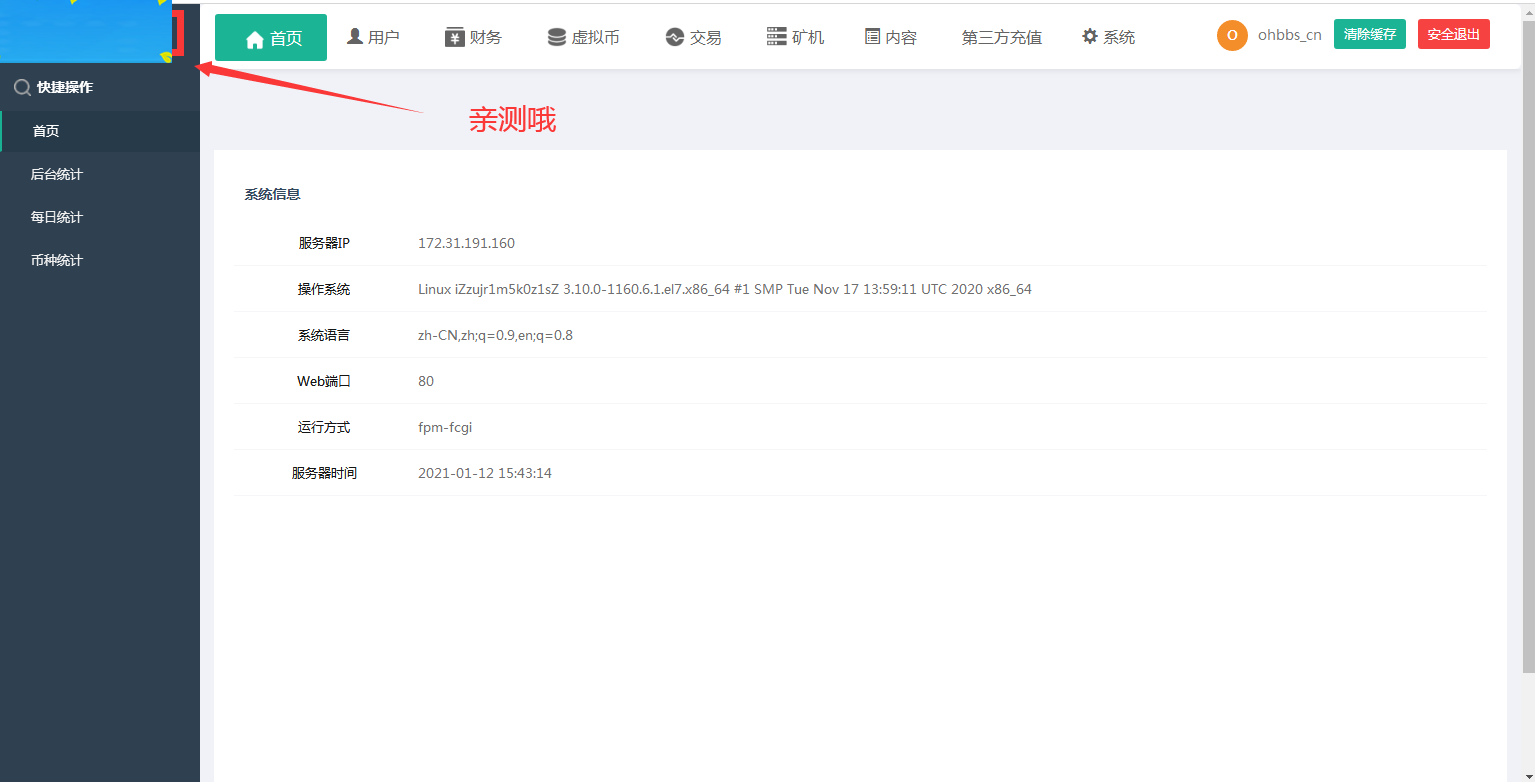 首页 用户 财务 虚拟币 交易 矿机 内容 第三方充值 系统 O ohbbs_cn 清除缓存 安全退出
快捷操作
首页
后台统计
每日统计
币种统计
亲测哦
系统信息
服务器IP 172.31.191.160
操作系统 Linux iZzujr1m5k0z1sZ 3.10.0-1160.6.1.el7.x86_64 #1 SMP Tue Nov 17 13:59:11 UTC 2020 x86_64
系统语言 zh-CN,zh;q=0.9,en;q=0.8
Web端口 80
运行方式 fpm-fcgi
服务器时间 2021-01-12 15:43:14